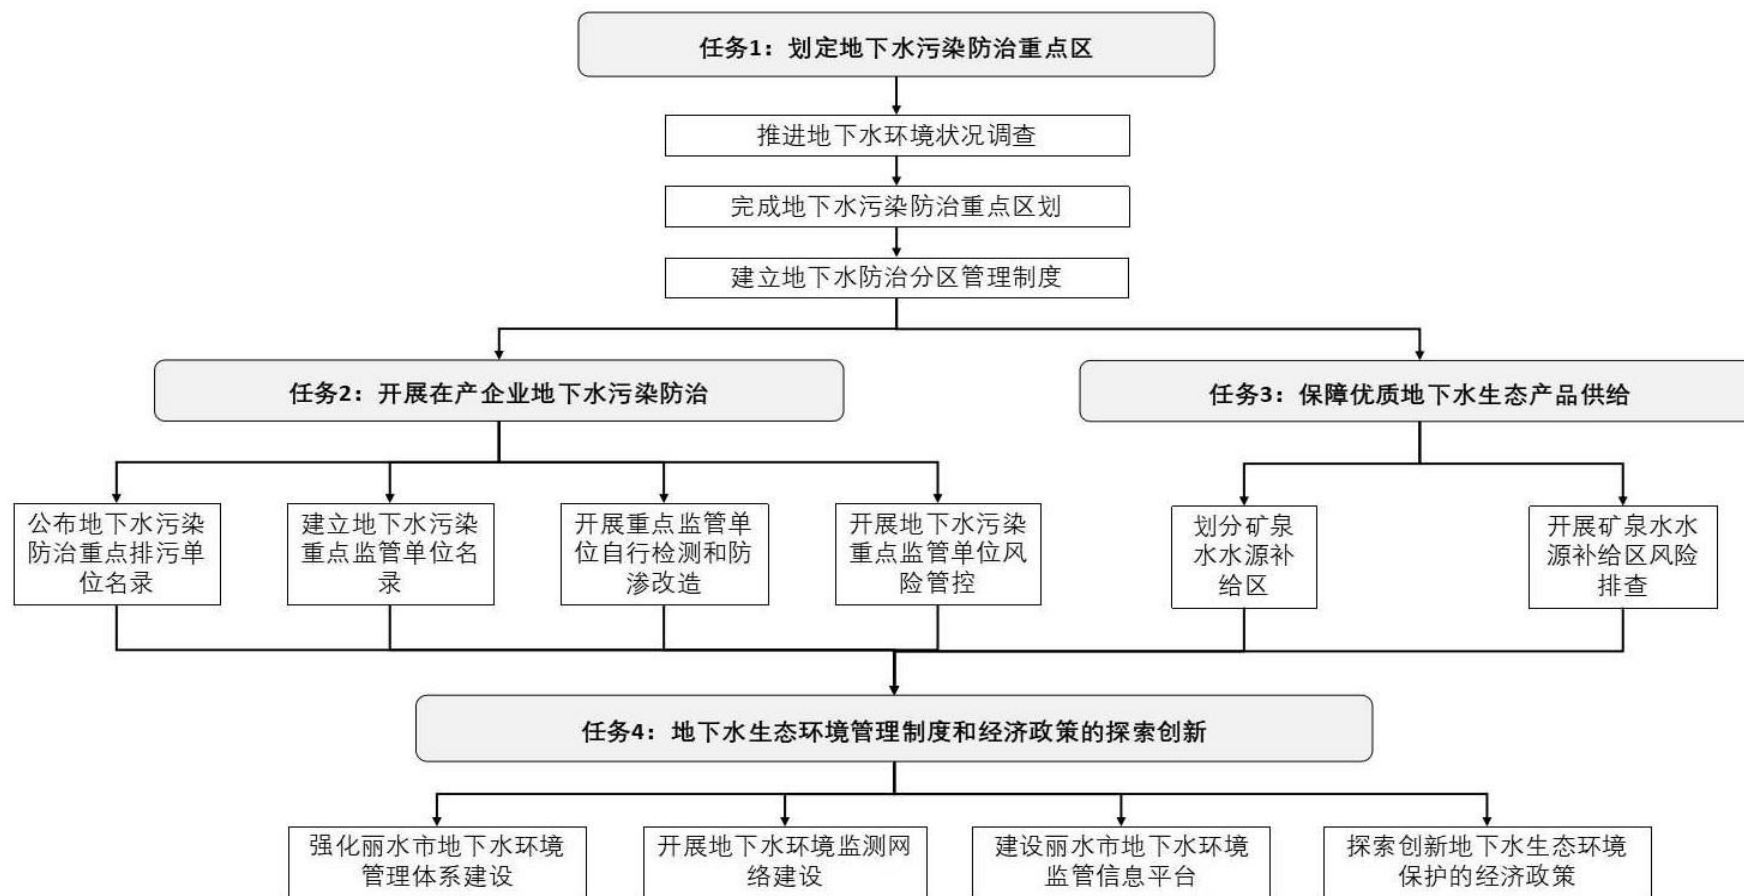 任务1：划定地下水污染防治重点区
推进地下水环境状况调查
完成地下水污染防治重点区划
建立地下水防治分区管理制度
任务2：开展在产企业地下水污染防治
任务3：保障优质地下水生态产品供给
公布地下水污染
防治重点排污单
位名录
建立地下水污染
重点监管单位名
录
开展重点监管单
位自行检测和防
渗改造
开展地下水污染
重点监管单位风
险管控
划分矿泉
水水源补
给区
开展矿泉水水
源补给区风险
排查
任务4：地下水生态环境管理制度和经济政策的探索创新
强化丽水市地下水环境
管理体系建设
开展地下水环境监测网
络建设
建设丽水市地下水环境
监管信息平台
探索创新地下水生态环境
保护的经济政策